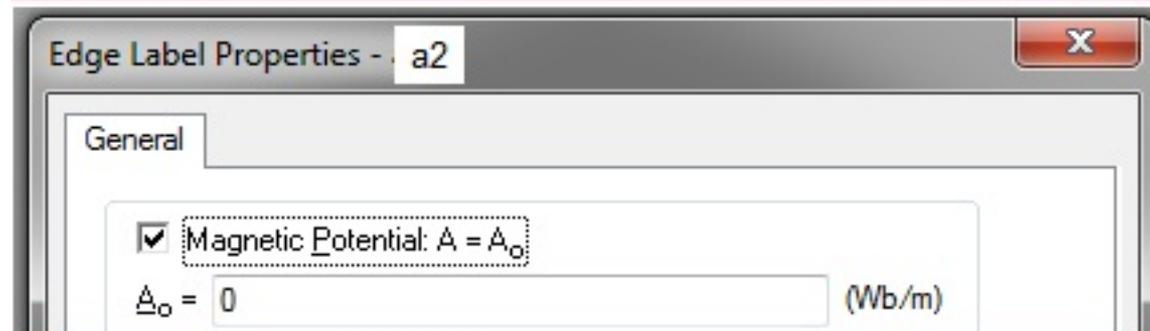 Edge Label Properties - a2
General
Magnetic Potential: A = Aₒ
Aₒ = 0 (Wb/m)